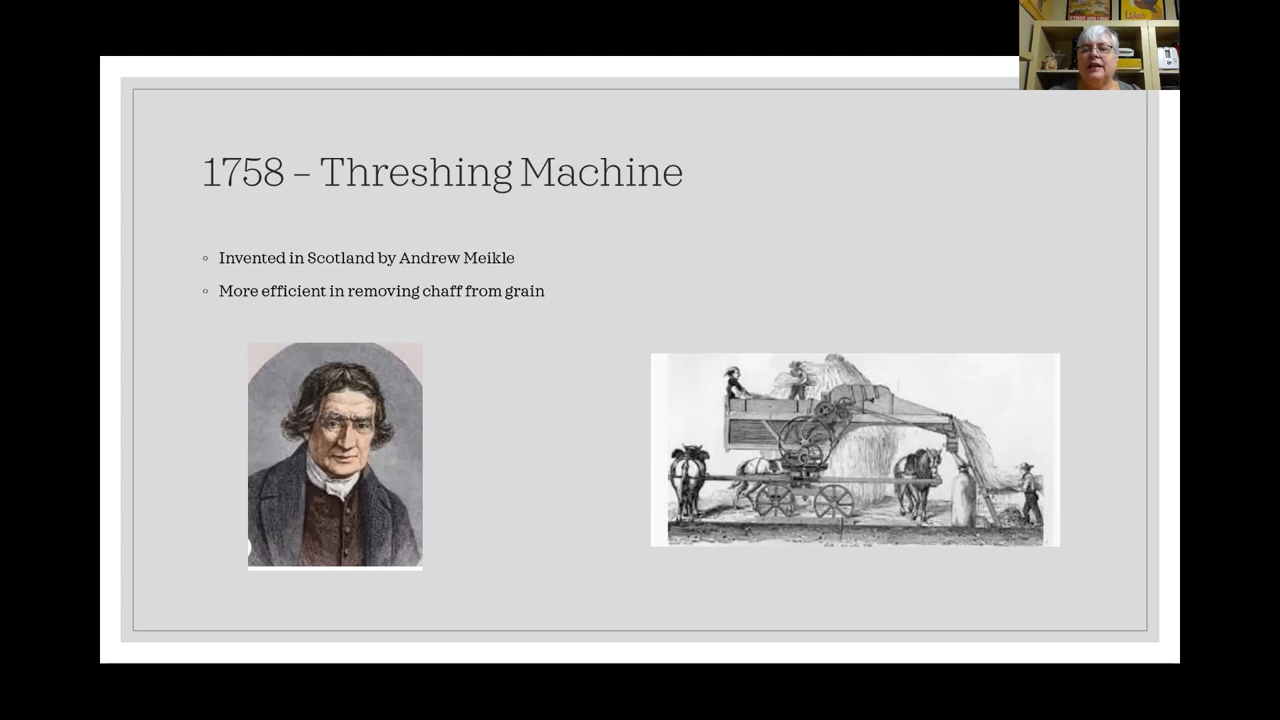 1758 – Threshing Machine
◦ Invented in Scotland by Andrew Meikle
◦ More efficient in removing chaff from grain